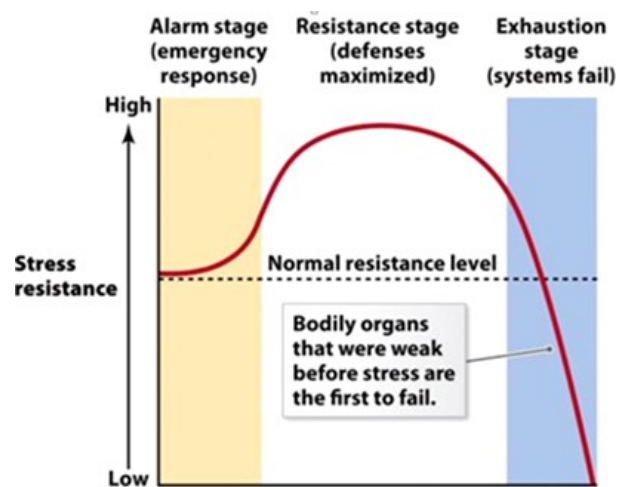 Alarm stage
(emergency
response)
Resistance stage
(defenses
maximized)
Exhaustion
stage
(systems fail)
High
Stress
resistance
Normal resistance level
Bodily organs
that were weak
before stress are
the first to fail.
Low